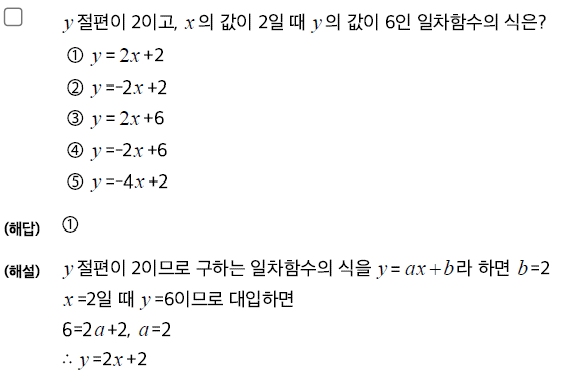 y절편이 2이고, x의 값이 2일 때 y의 값이 6인 일차함수의 식은?
① y = 2x+2
② y=-2x+2
③ y = 2x+6
④ y=-2x+6
⑤ y=-4x+2
(해답) ①
(해설) y절편이 2이므로 구하는 일차함수의 식을 y= ax+b라 하면 b=2
x=2일 때 y=6이므로 대입하면
6=2a+2, a=2
∴ y=2x+2